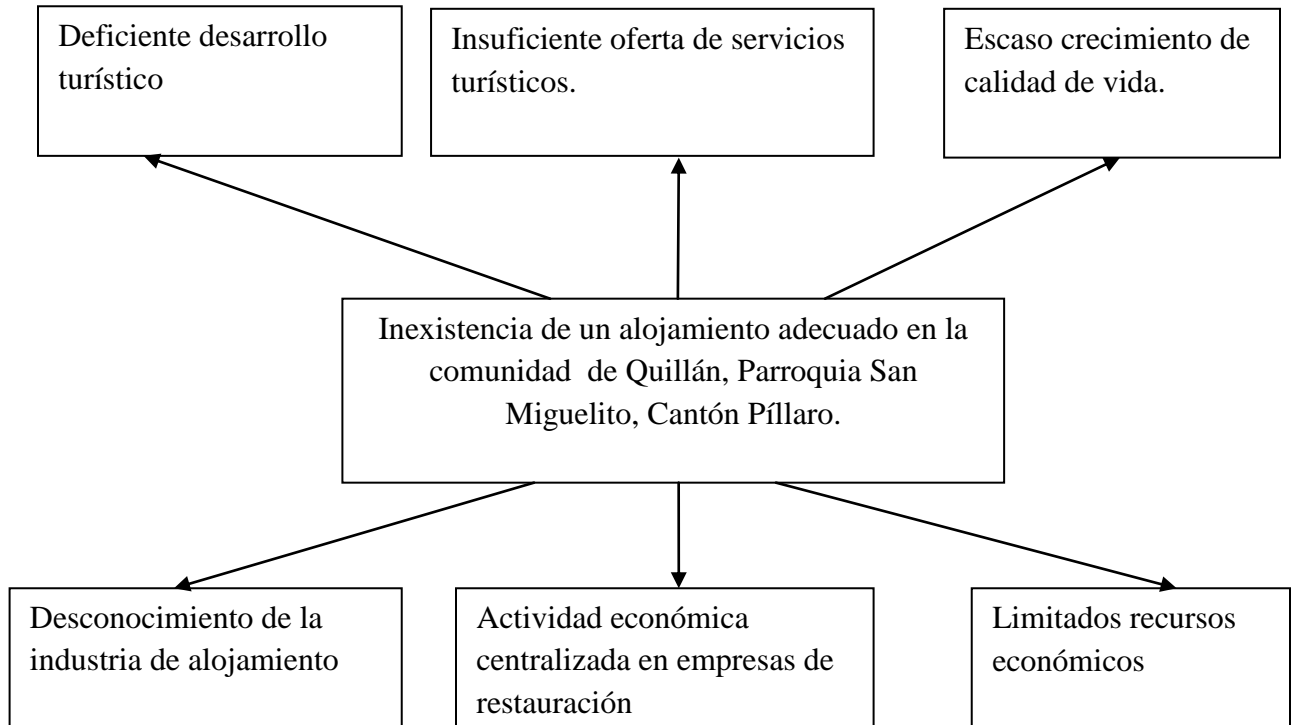 Deficiente desarrollo
turístico
Insuficiente oferta de servicios
turísticos.
Escaso crecimiento de
calidad de vida.
Inexistencia de un alojamiento adecuado en la
comunidad  de Quillán, Parroquia San
Miguelito, Cantón Píllaro.
Desconocimiento de la
industria de alojamiento
Actividad económica
centralizada en empresas de
restauración
Limitados recursos
económicos